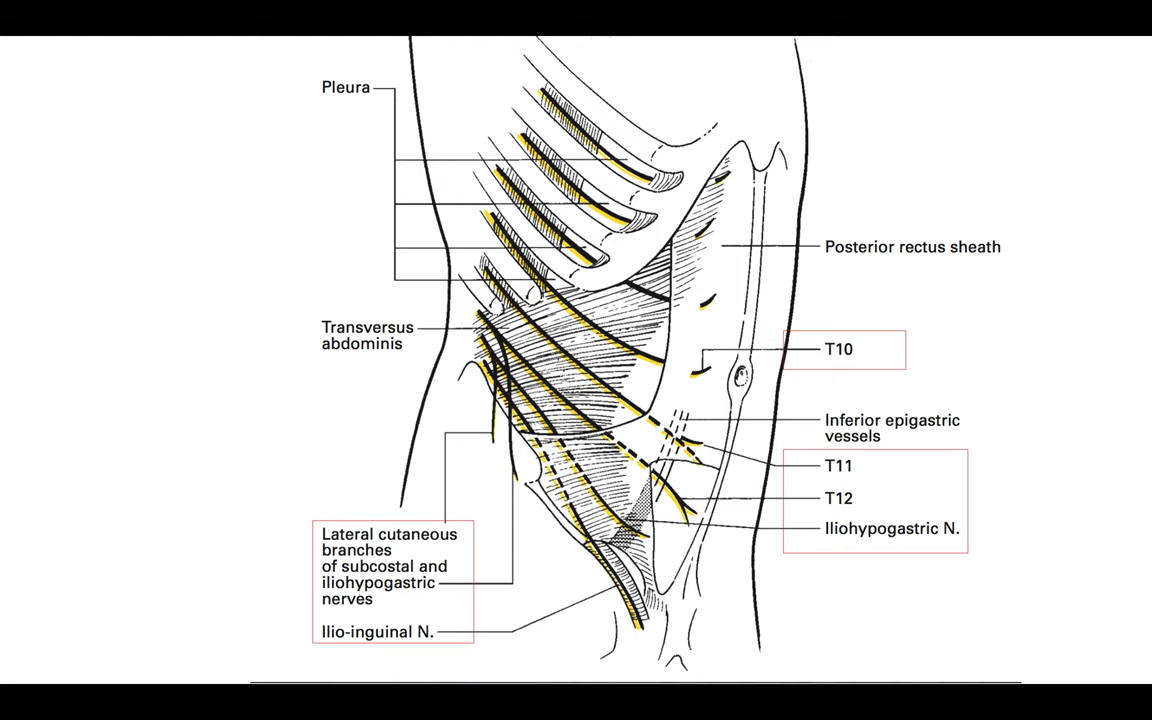 Pleura
Posterior rectus sheath
Transversus
abdominis
T10
Inferior epigastric
vessels
T11
T12
Iliohypogastric N.
Lateral cutaneous
branches
of subcostal and
iliohypogastric
nerves
Ilio-inguinal N.